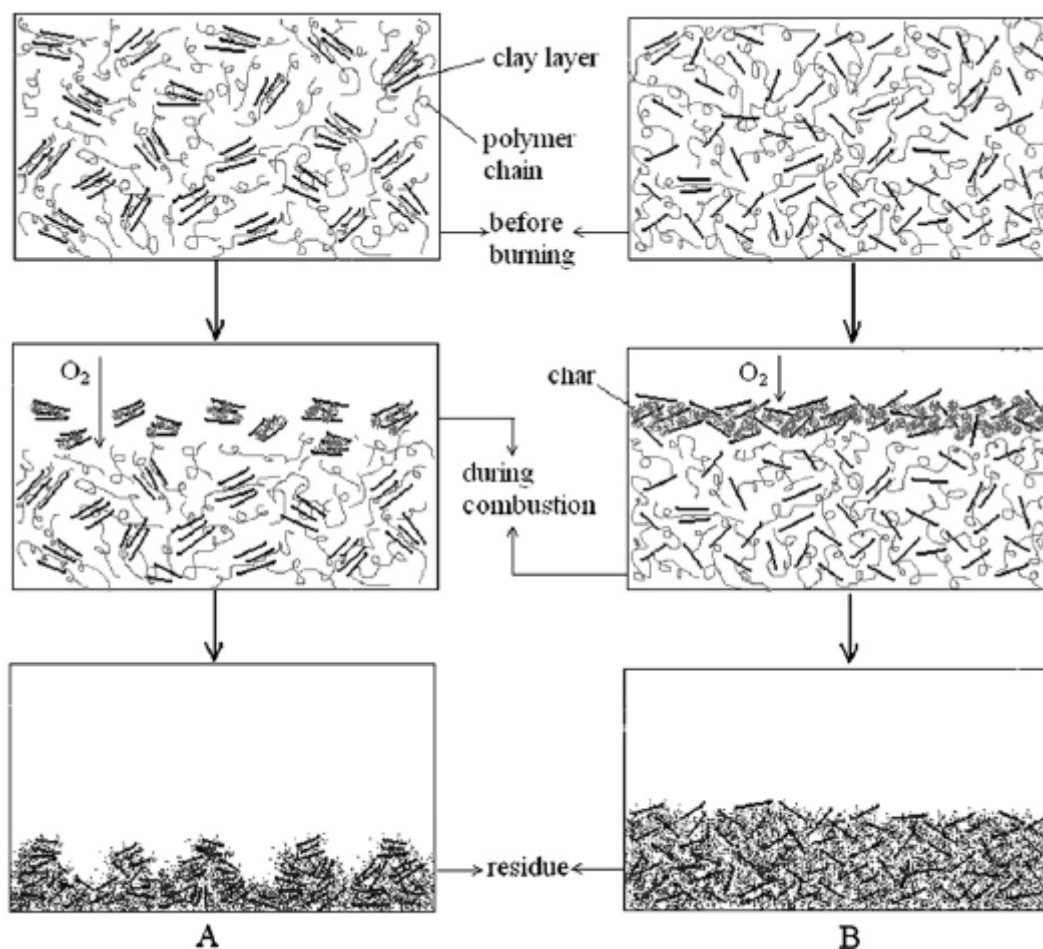 clay layer
polymer
chain
before
burning
O₂
char
O₂
during
combustion
residue
A
B